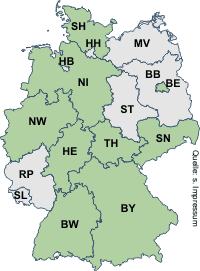 SH
HH
MV
HB
NI
BB
BE
ST
NW
SN
HE
TH
RP
SL
BW
BY
Quelle: s. Impressum